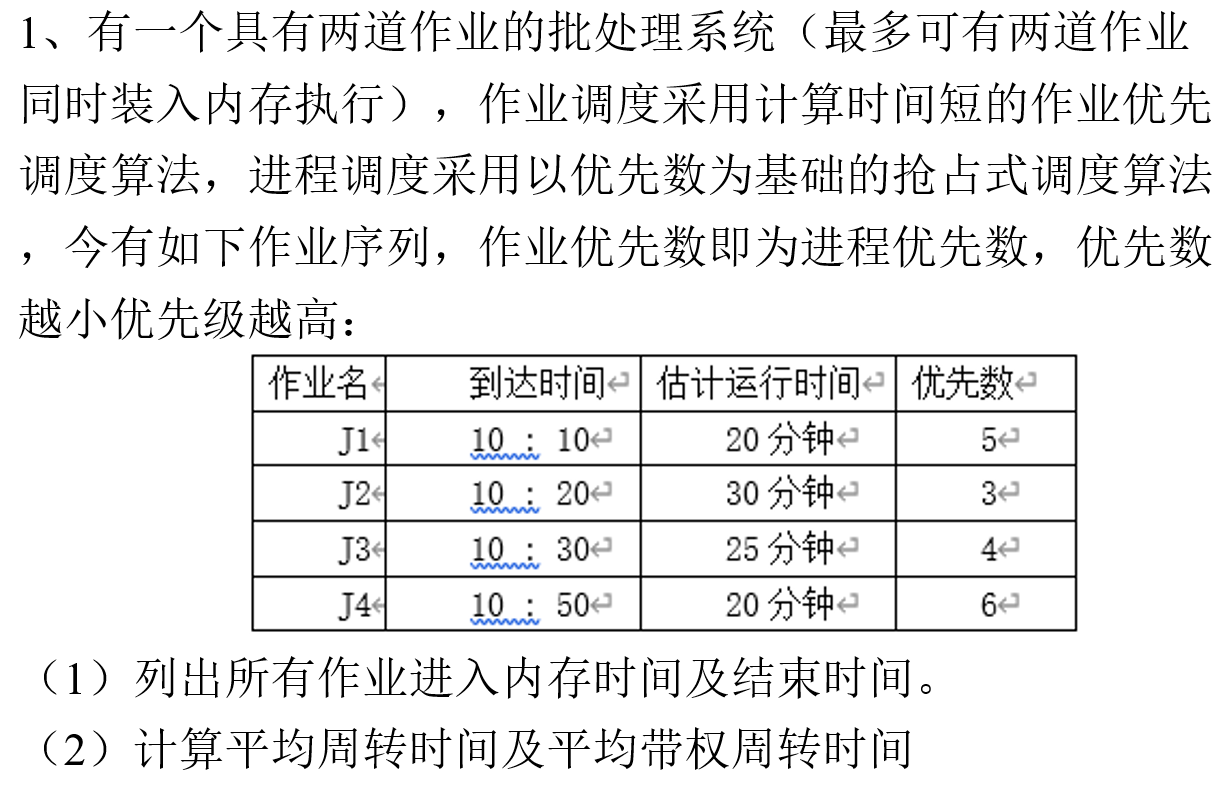 1、有一个具有两道作业的批处理系统（最多可有两道作业
同时装入内存执行），作业调度采用计算时间短的作业优先
调度算法，进程调度采用以优先数为基础的抢占式调度算法
，今有如下作业序列，作业优先数即为进程优先数，优先数
越小优先级越高：
作业名 到达时间 估计运行时间 优先数
J1 10 : 10 20 分钟 5
J2 10 : 20 30 分钟 3
J3 10 : 30 25 分钟 4
J4 10 : 50 20 分钟 6
（1）列出所有作业进入内存时间及结束时间。
（2）计算平均周转时间及平均带权周转时间